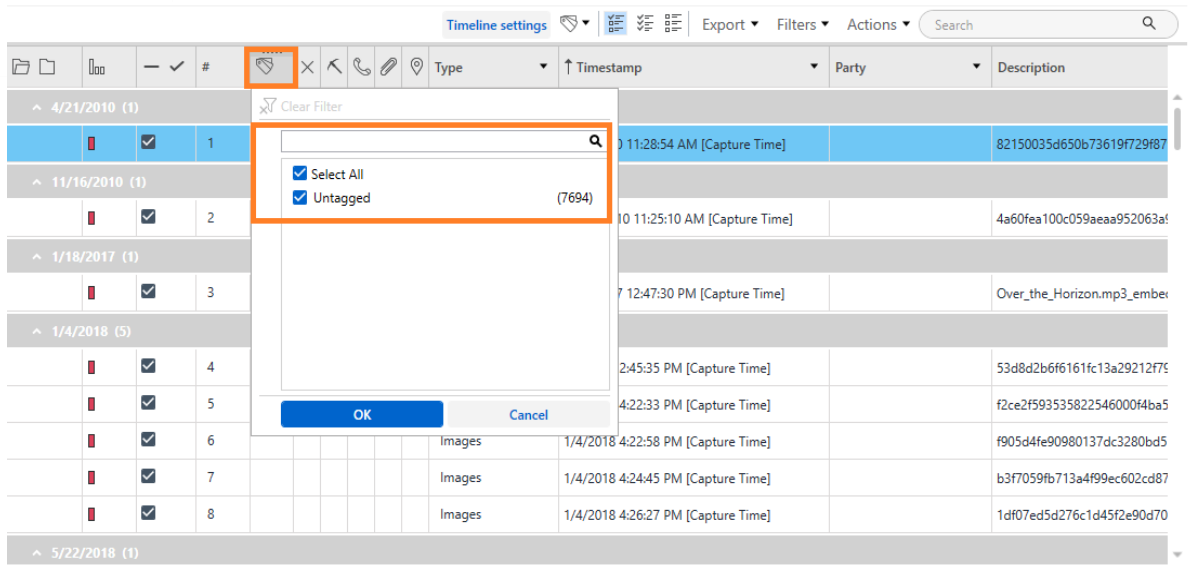 Timeline settings Export Filters Actions Search
# Type Timestamp Party Description
4/21/2010 (1)
Clear Filter
1 11:28:54 AM [Capture Time] 82150035d650b73619f729f87
Select All
11/16/2010 (1)
Untagged (7694)
2 10 11:25:10 AM [Capture Time] 4a60fea100c059aeaa952063a
1/18/2017 (1)
3 7 12:47:30 PM [Capture Time] Over_the_Horizon.mp3_embe
1/4/2018 (5)
4 2:45:35 PM [Capture Time] 53d8d2b6f6161fc13a29212f79
5 4:22:33 PM [Capture Time] f2ce2f593535822546000f4ba5
OK Cancel
6 Images 1/4/2018 4:22:58 PM [Capture Time] f905d4fe90980137dc3280bd5
7 Images 1/4/2018 4:24:45 PM [Capture Time] b3f7059fb713a4f99ec602cd87
8 Images 1/4/2018 4:26:27 PM [Capture Time] 1df07ed5d276c1d45f2e90d70
5/22/2018 (1)